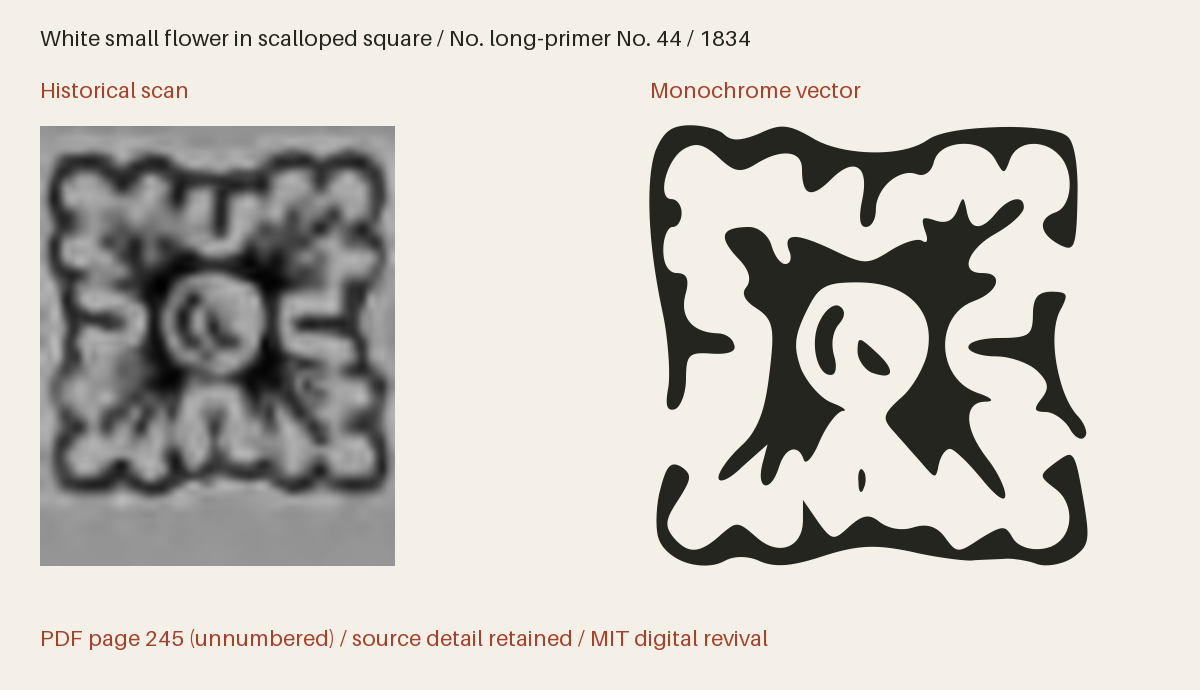 White small flower in scalloped square / No. long-primer No. 44 / 1834
Historical scan
Monochrome vector
PDF page 245 (unnumbered) / source detail retained / MIT digital revival